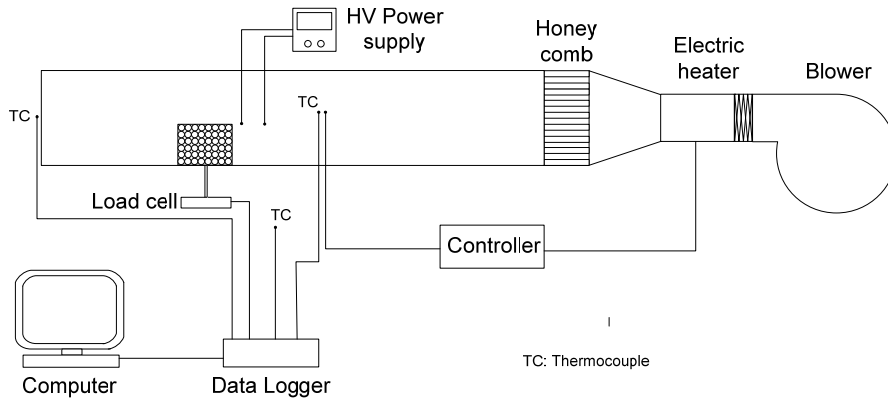 HV Power
supply
Honey
comb
Electric
heater
Blower
TC
TC
Load cell
TC
Controller
TC: Thermocouple
Computer
Data Logger